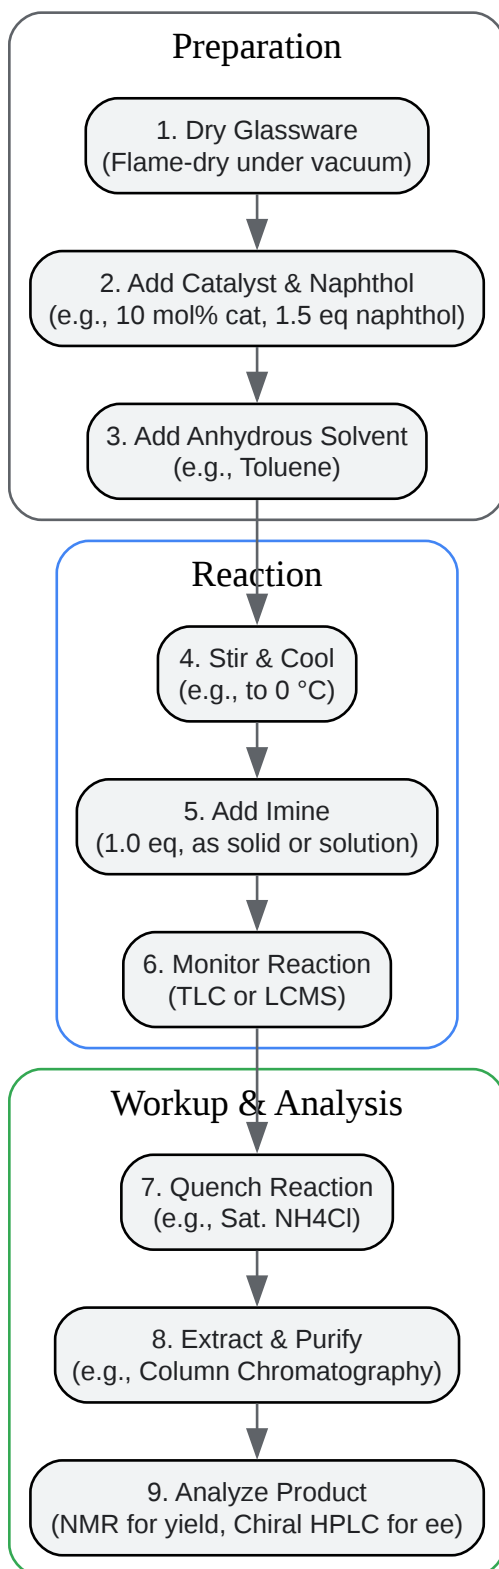 Preparation
1. Dry Glassware
(Flame-dry under vacuum)
2. Add Catalyst & Naphthol
(e.g., 10 mol% cat, 1.5 eq naphthol)
3. Add Anhydrous Solvent
(e.g., Toluene)
Reaction
4. Stir & Cool
(e.g., to 0 °C)
5. Add Imine
(1.0 eq, as solid or solution)
6. Monitor Reaction
(TLC or LCMS)
Workup & Analysis
7. Quench Reaction
(e.g., Sat. NH4Cl)
8. Extract & Purify
(e.g., Column Chromatography)
9. Analyze Product
(NMR for yield, Chiral HPLC for ee)